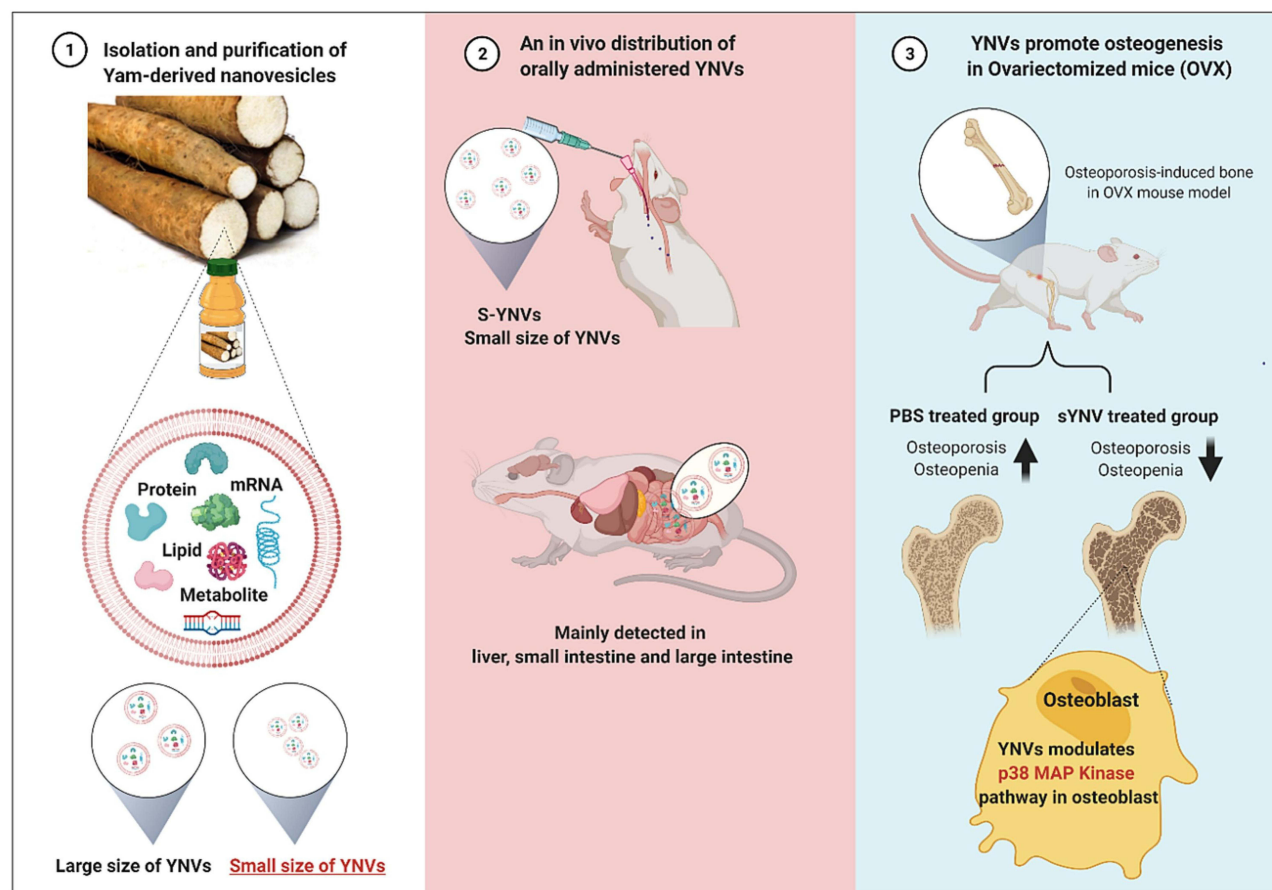 1
Isolation and purification of
Yam-derived nanovesicles
Protein
mRNA
Lipid
Metabolite
Large size of YNVs
Small size of YNVs
2
An in vivo distribution of
orally administered YNVs
S-YNVs
Small size of YNVs
Mainly detected in
liver, small intestine and large intestine
3
YNVs promote osteogenesis
in Ovariectomized mice (OVX)
Osteoporosis-induced bone
in OVX mouse model
PBS treated group
Osteoporosis
Osteopenia
sYNV treated group
Osteoporosis
Osteopenia
Osteoblast
YNVs modulates
p38 MAP Kinase
pathway in osteoblast